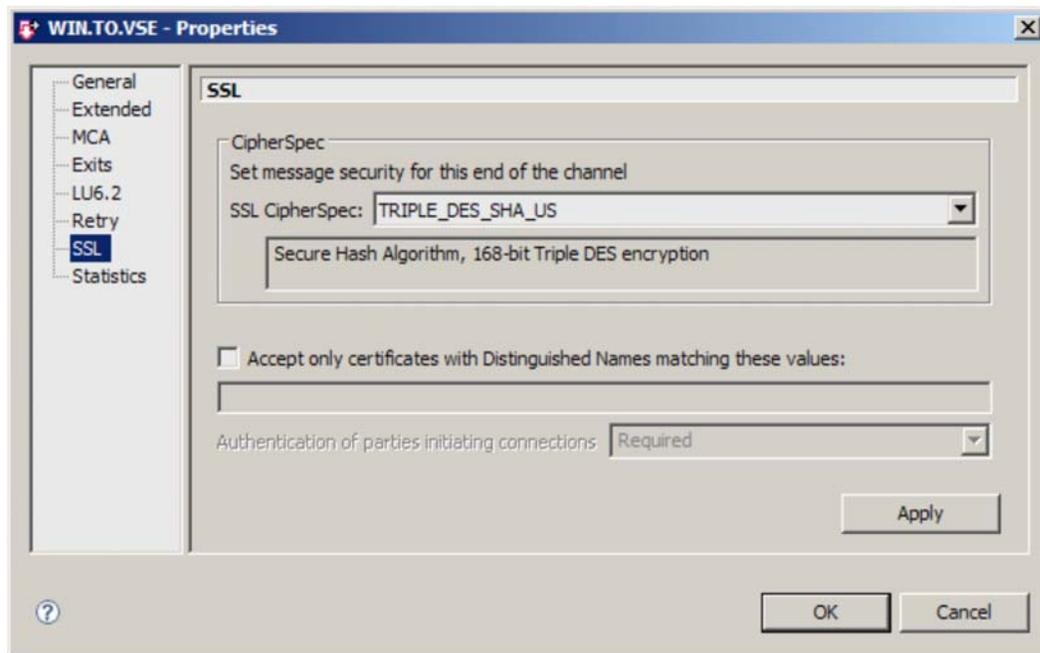 WIN.TO.VSE - Properties
General
Extended
MCA
Exits
LU6.2
Retry
SSL
Statistics
SSL
CipherSpec
Set message security for this end of the channel
SSL CipherSpec: TRIPLE_DES_SHA_US
Secure Hash Algorithm, 168-bit Triple DES encryption
Accept only certificates with Distinguished Names matching these values:
Authentication of parties initiating connections Required
Apply
?
OK Cancel